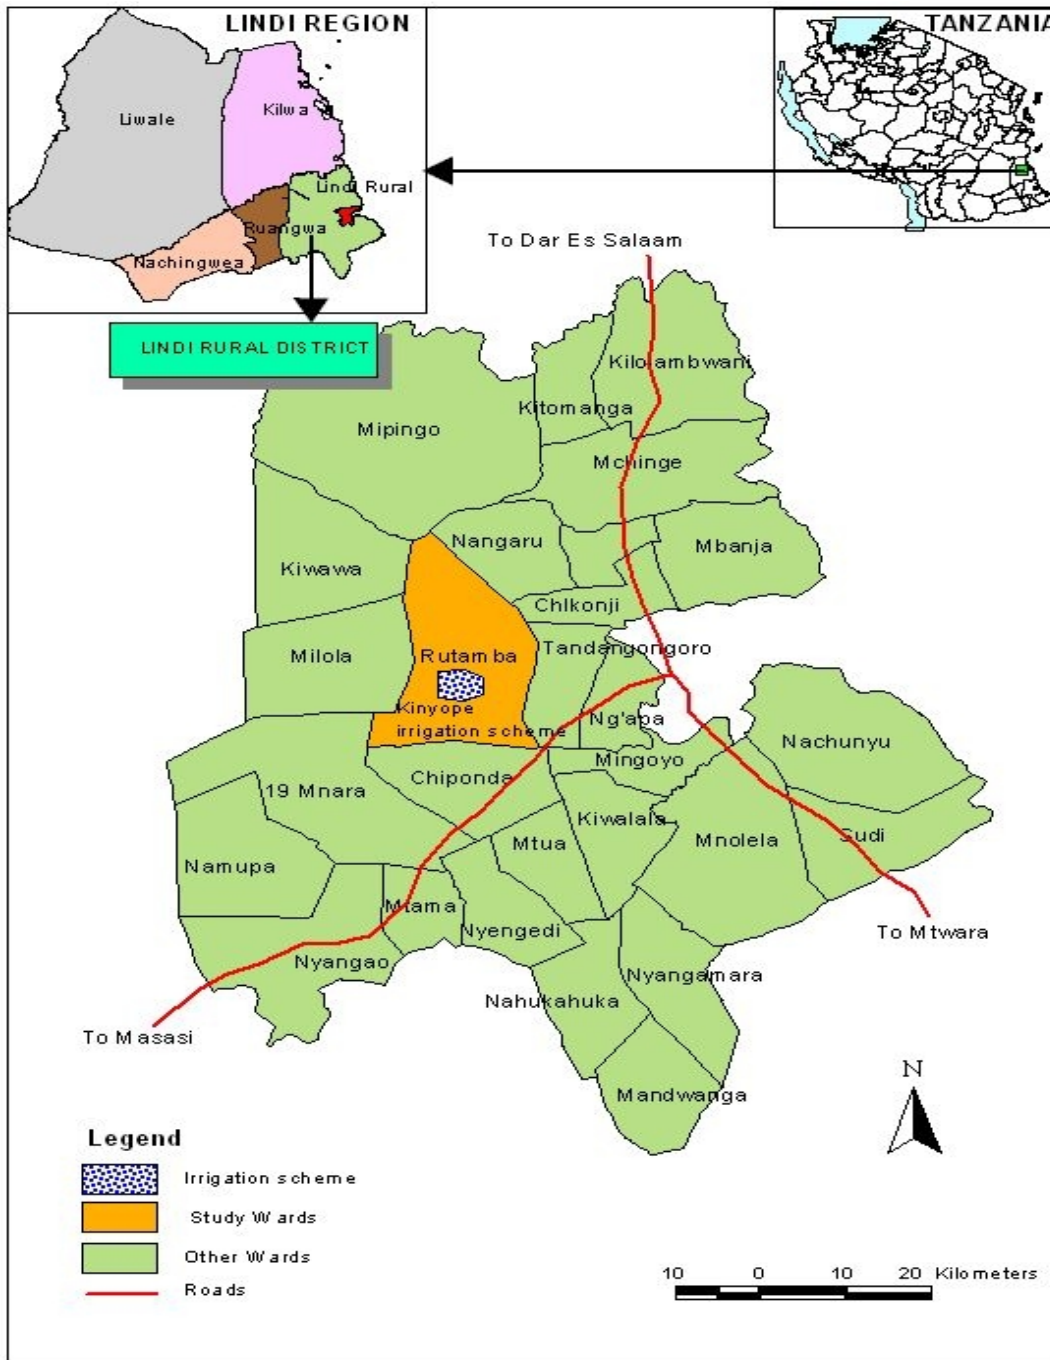 LINDI REGION
TANZANIA
Liwale
Kilwa
Lindi Rural
Ruangwa
Nachingwea
To Dar Es Salaam
LINDI RURAL DISTRICT
Kilolambwani
Kitomanga
Mipingo
Mchinge
Nangaru
Mbanja
Kiwawa
Chlkonji
Milola
Rutamba
Tandangongoro
Kinyope
irrigation scheme
Ng'apa
Nachunyu
Mingoyo
Chiponda
19 Mnara
Kiwalala
Mtua
Mnolela
Sudi
Namupa
Mtama
Nyengedi
To Mtwara
Nyangao
Nyangamara
Nahukahuka
To Masasi
Mandwanga
N
Legend
Irrigation scheme
Study Wards
Other Wards
Roads
10 0 10 20 Kilometers